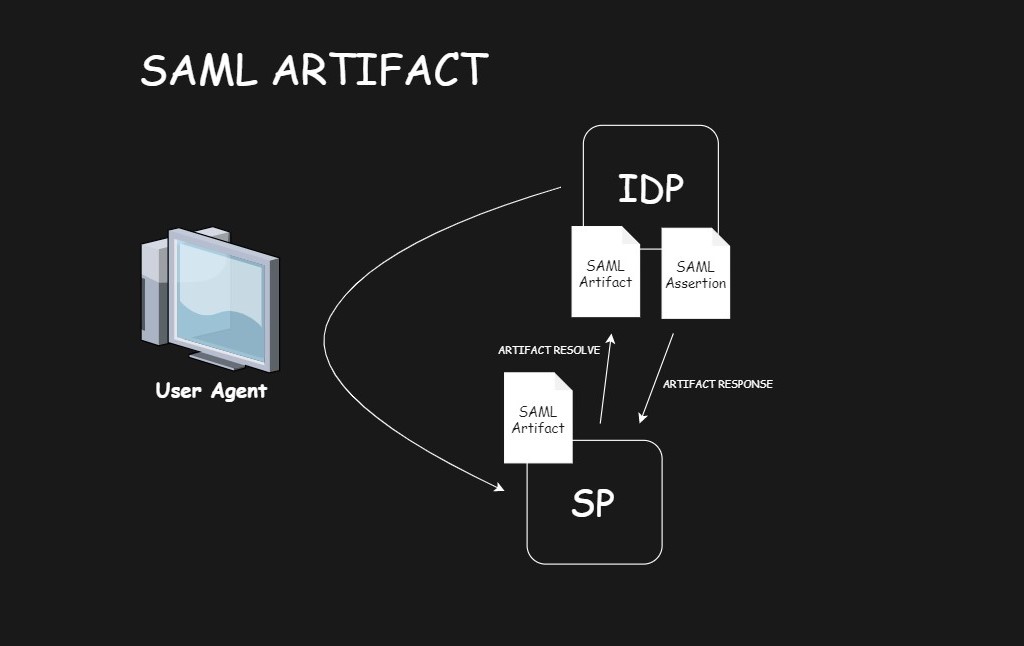 SAML ARTIFACT
IDP
SAML
Artifact
SAML
Assertion
User Agent
ARTIFACT RESOLVE
ARTIFACT RESPONSE
SAML
Artifact
SP